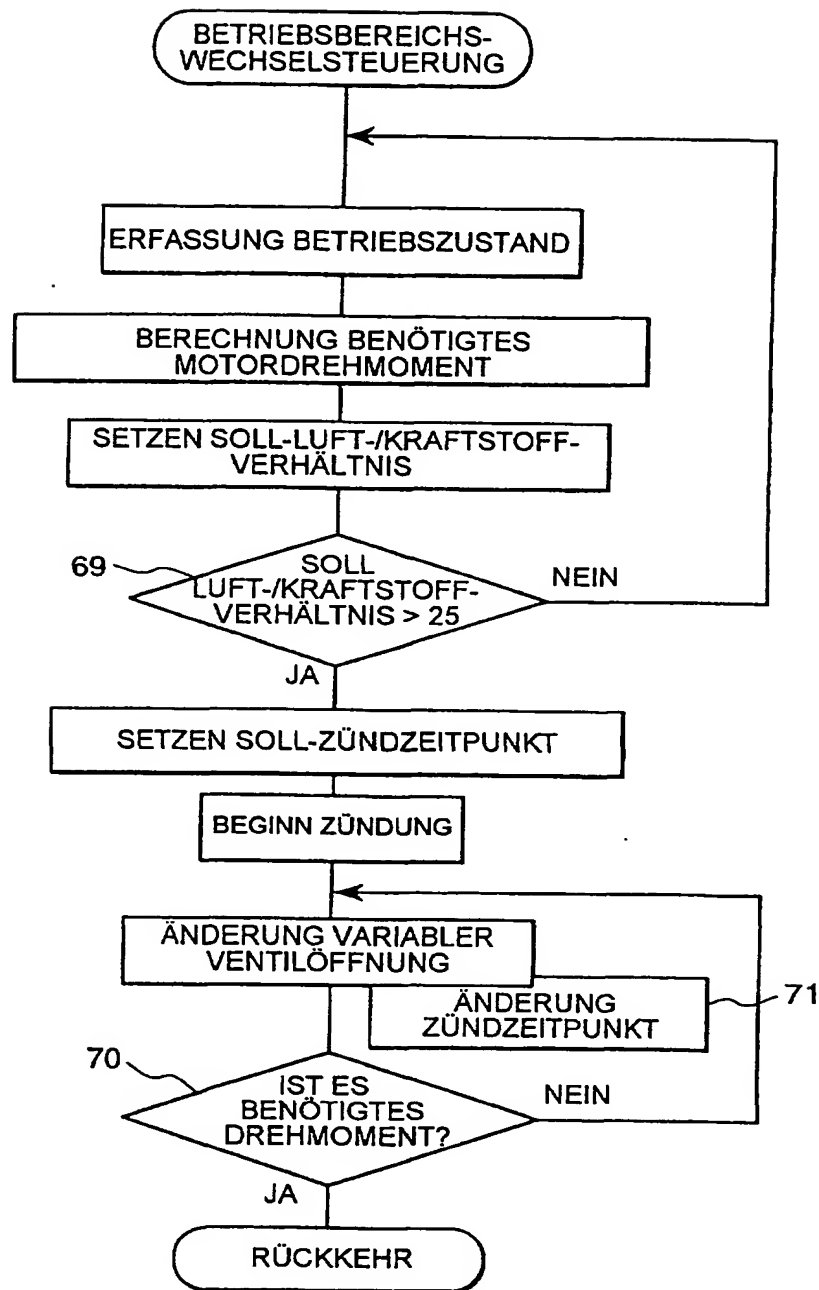 BETRIEBSBEREICHS-
WECHSELSTEUERUNG
ERFASSUNG BETRIEBSZUSTAND
BERECHNUNG BENÖTIGTES
MOTORDREHMOMENT
SETZEN SOLL-LUFT-/KRAFTSTOFF-
VERHÄLTNIS
69
SOLL
LUFT-/KRAFTSTOFF-
VERHÄLTNIS > 25
NEIN
JA
SETZEN SOLL-ZÜNDZEITPUNKT
BEGINN ZÜNDUNG
ÄNDERUNG VARIABLER
VENTILÖFFNUNG
ÄNDERUNG
ZÜNDZEITPUNKT
71
70
IST ES
BENÖTIGTES
DREHMOMENT?
NEIN
JA
RÜCKKEHR